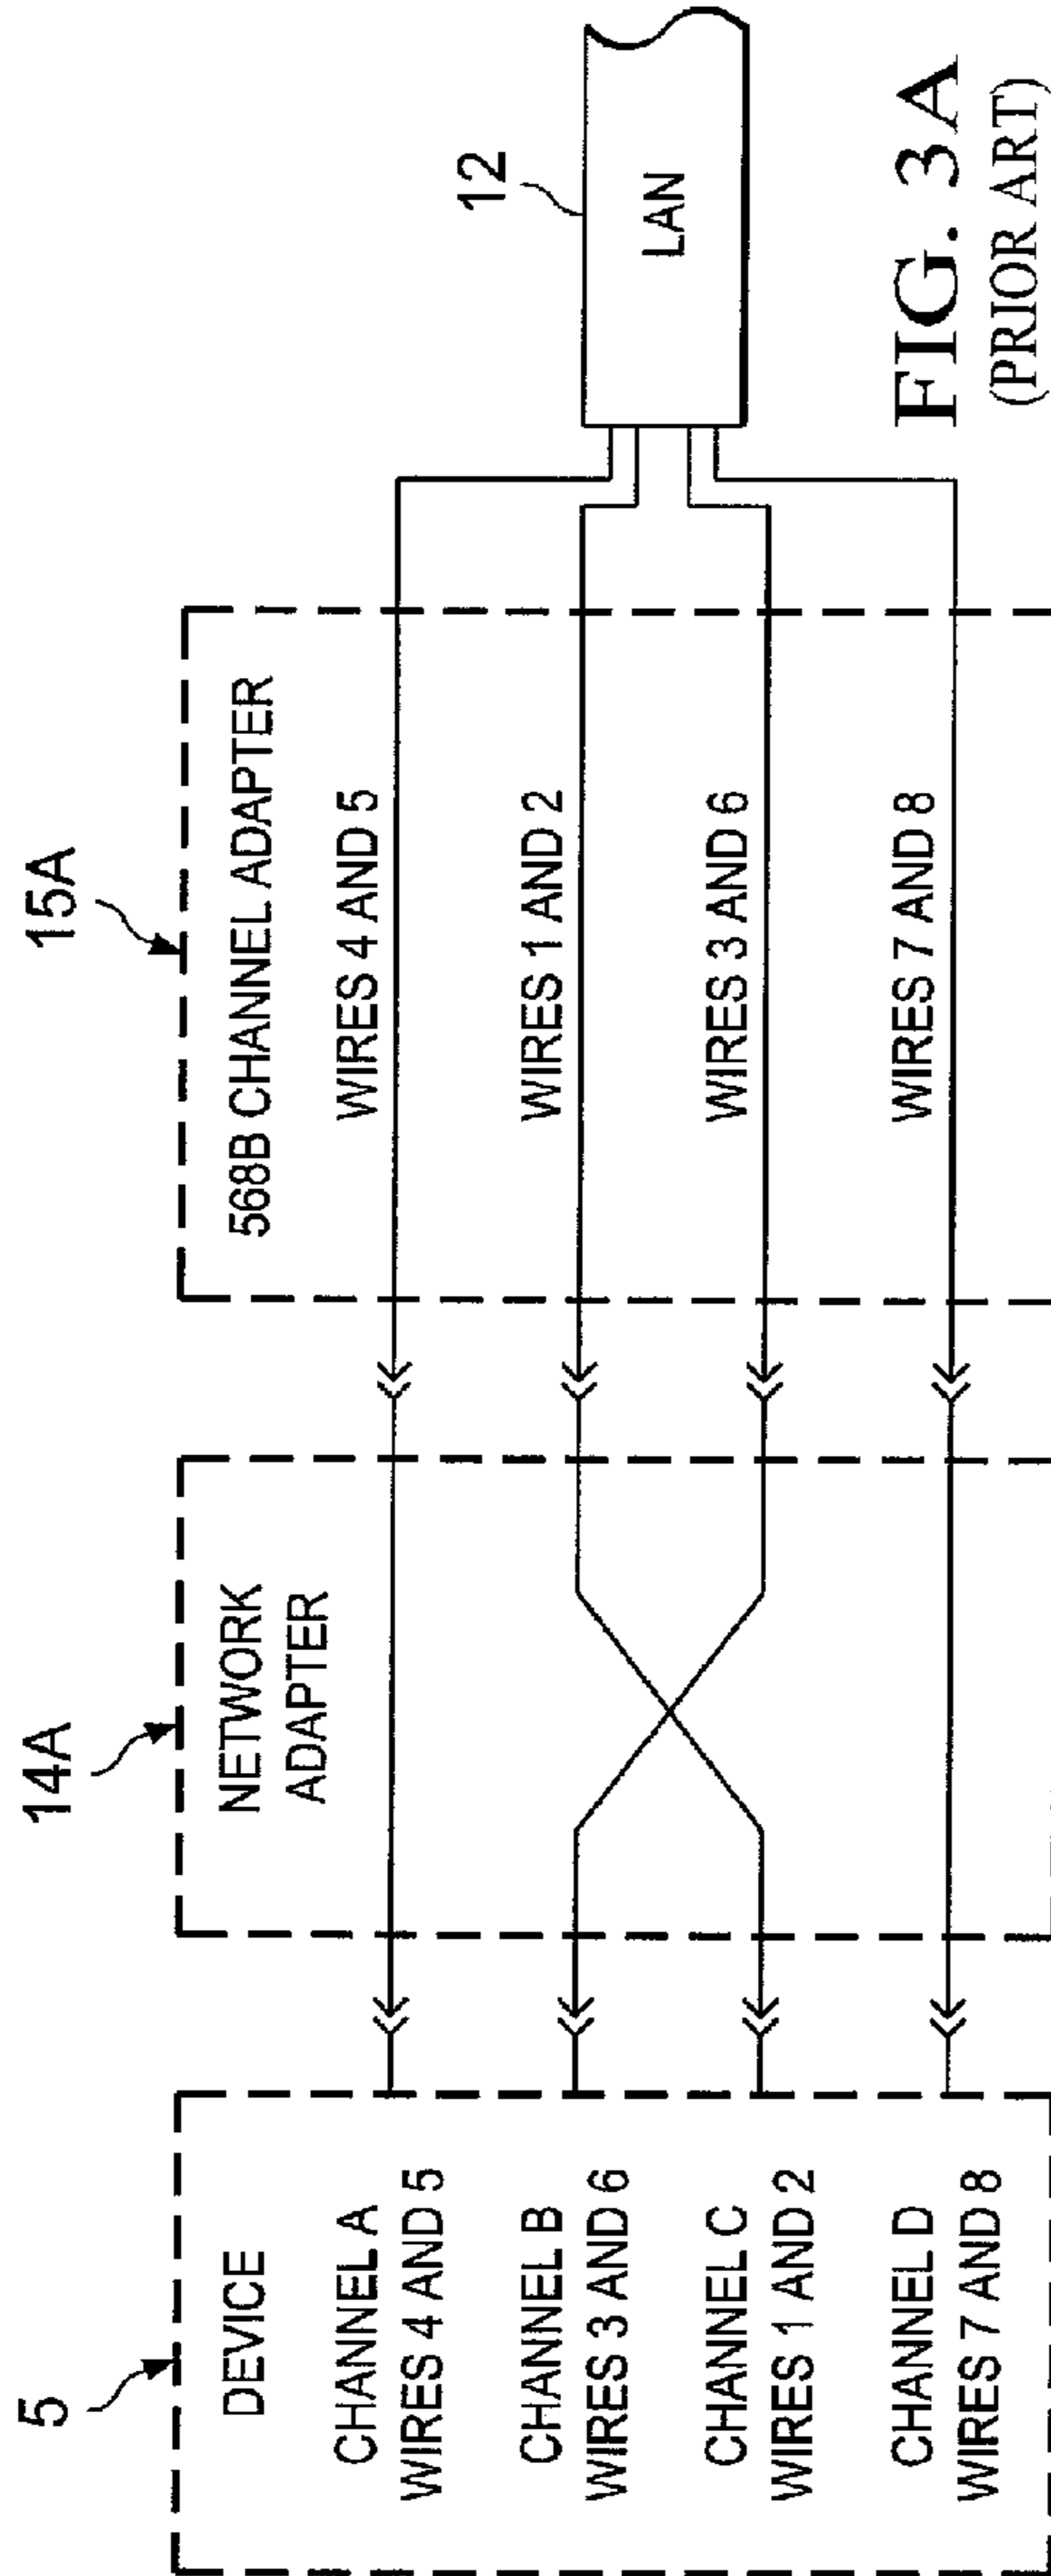 5
DEVICE
CHANNEL A
WIRES 4 AND 5
CHANNEL B
WIRES 3 AND 6
CHANNEL C
WIRES 1 AND 2
CHANNEL D
WIRES 7 AND 8
14A
NETWORK
ADAPTER
15A
568B CHANNEL ADAPTER
WIRES 4 AND 5
WIRES 1 AND 2
WIRES 3 AND 6
WIRES 7 AND 8
12
LAN
FIG. 3A
(PRIOR ART)